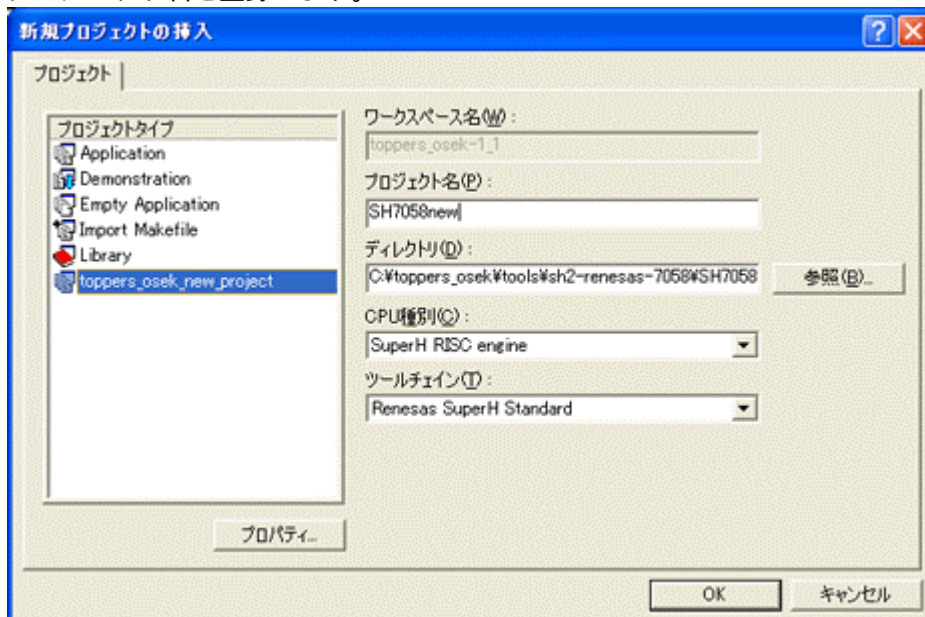 新規プロジェクトの挿入
プロジェクト
プロジェクトタイプ
Application
Demonstration
Empty Application
Import Makefile
Library
toppers_osek_new_project
プロパティ...
ワークスペース名(W) :
toppers_osek-1_1
プロジェクト名(P) :
SH7058new
ディレクトリ(D) :
C:¥toppers_osek¥tools¥sh2-renesas-7058¥SH7058
参照(B)...
CPU種別(C) :
SuperH RISC engine
ツールチェイン(T) :
Renesas SuperH Standard
OK
キャンセル